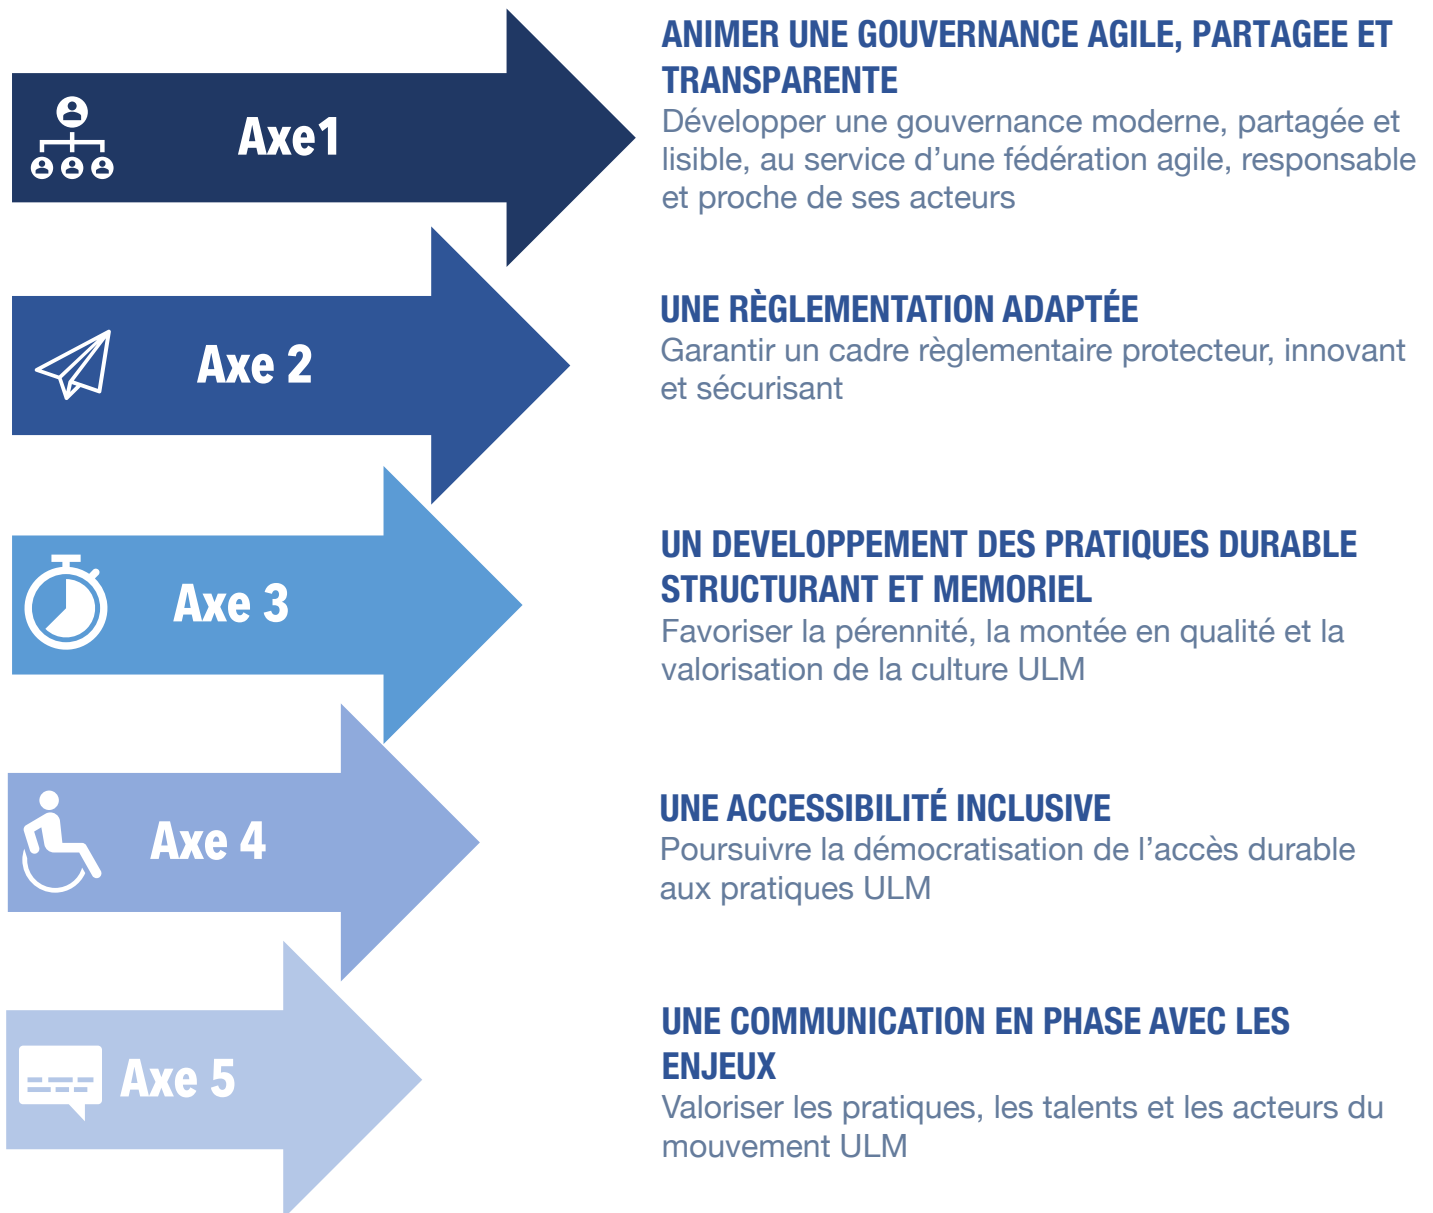 Axe1
ANIMER UNE GOUVERNANCE AGILE, PARTAGEE ET
TRANSPARENTE
Développer une gouvernance moderne, partagée et
lisible, au service d’une fédération agile, responsable
et proche de ses acteurs
Axe 2
UNE RÈGLEMENTATION ADAPTÉE
Garantir un cadre règlementaire protecteur, innovant
et sécurisant
Axe 3
UN DEVELOPPEMENT DES PRATIQUES DURABLE
STRUCTURANT ET MEMORIEL
Favoriser la pérennité, la montée en qualité et la
valorisation de la culture ULM
Axe 4
UNE ACCESSIBILITÉ INCLUSIVE
Poursuivre la démocratisation de l’accès durable
aux pratiques ULM
Axe 5
UNE COMMUNICATION EN PHASE AVEC LES
ENJEUX
Valoriser les pratiques, les talents et les acteurs du
mouvement ULM